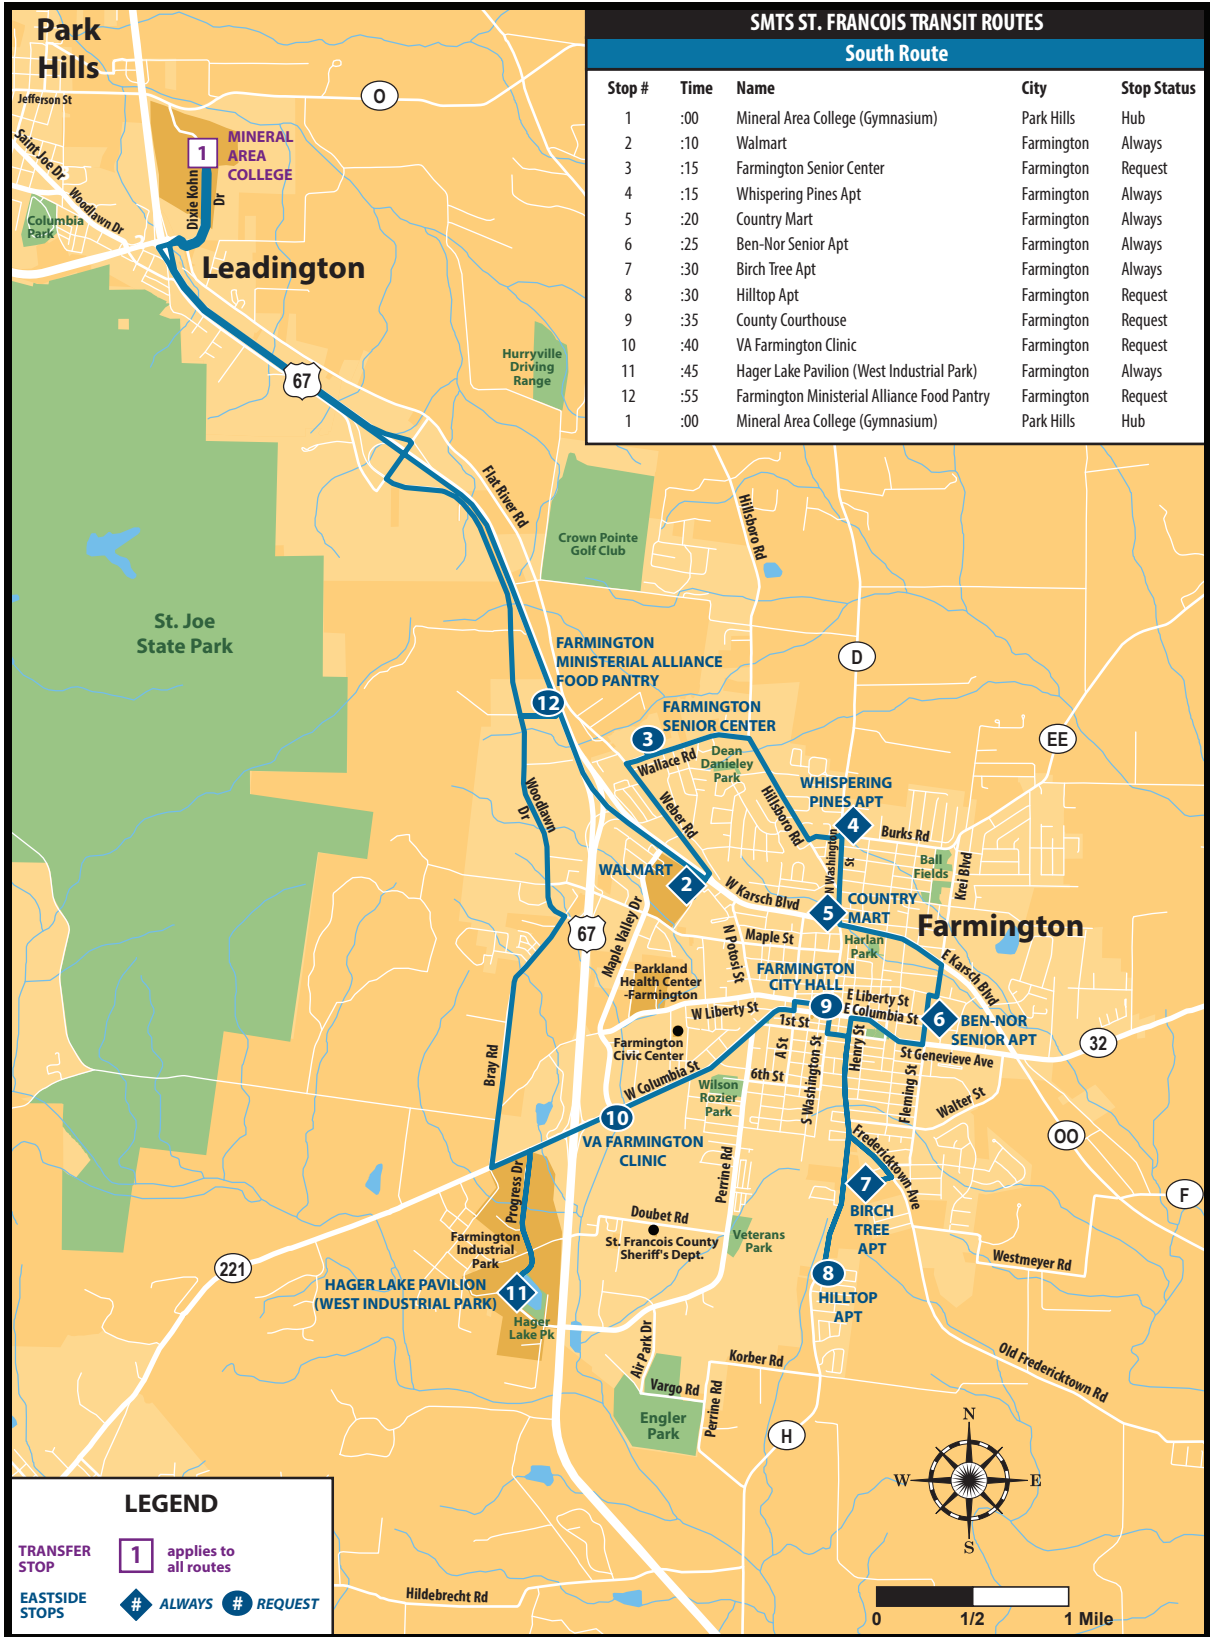 SMTS ST. FRANCOIS TRANSIT ROUTES
South Route
Stop # Time Name City Stop Status
1 :00 Mineral Area College (Gymnasium) Park Hills Hub
2 :10 Walmart Farmington Always
3 :15 Farmington Senior Center Farmington Request
4 :15 Whispering Pines Apt Farmington Always
5 :20 Country Mart Farmington Always
6 :25 Ben-Nor Senior Apt Farmington Always
7 :30 Birch Tree Apt Farmington Always
8 :30 Hilltop Apt Farmington Request
9 :35 County Courthouse Farmington Request
10 :40 VA Farmington Clinic Farmington Request
11 :45 Hager Lake Pavilion (West Industrial Park) Farmington Always
12 :55 Farmington Ministerial Alliance Food Pantry Farmington Request
1 :00 Mineral Area College (Gymnasium) Park Hills Hub
Park
Hills
Jefferson St
O
Saint Joe Dr
Woodlawn Dr
1
MINERAL
AREA
COLLEGE
Dixie Kohn
Dr
Columbia
Park
Leadington
67
Hurryville
Driving
Range
Flat River Rd
Crown Pointe
Golf Club
Hillsboro Rd
St. Joe
State Park
D
FARMINGTON
MINISTERIAL ALLIANCE
FOOD PANTRY
12
FARMINGTON
SENIOR CENTER
3
Wallace Rd
Dean
Danieley
Park
EE
Woodlawn
Dr
Weber Rd
Hillsboro Rd
WHISPERING
PINES APT
4
Burks Rd
N Washington
St
Ball
Fields
Krei Blvd
WALMART
2
W Karsch Blvd
5
COUNTRY
MART
Farmington
67
Maple Valley Dr
N Potosi St
Maple St
Harlan
Park
E Karsch Blvd
Parkland
Health Center
-Farmington
FARMINGTON
CITY HALL
9
E Liberty St
E Columbia St
6
BEN-NOR
SENIOR APT
W Liberty St
1st St
32
Farmington
Civic Center
A St
Henry St
St Genevieve Ave
Bray Rd
W Columbia St
6th St
Wilson
Rozier
Park
S Washington St
Fleming St
Walter St
10
VA FARMINGTON
CLINIC
OO
Fredericktown Ave
Perrine Rd
7
BIRCH
TREE
APT
F
Progress Dr
Doubet Rd
St. Francois County
Sheriff's Dept.
Veterans
Park
Farmington
Industrial
Park
Westmeyer Rd
221
HAGER LAKE PAVILION
(WEST INDUSTRIAL PARK)
11
8
HILLTOP
APT
Hager
Lake Pk
Air Park Dr
Korber Rd
Old Fredericktown Rd
Vargo Rd
Perrine Rd
Engler
Park
H
N
W
E
S
LEGEND
TRANSFER
STOP
1
applies to
all routes
EASTSIDE
STOPS
# ALWAYS # REQUEST
Hildebrecht Rd
0 1/2 1 Mile